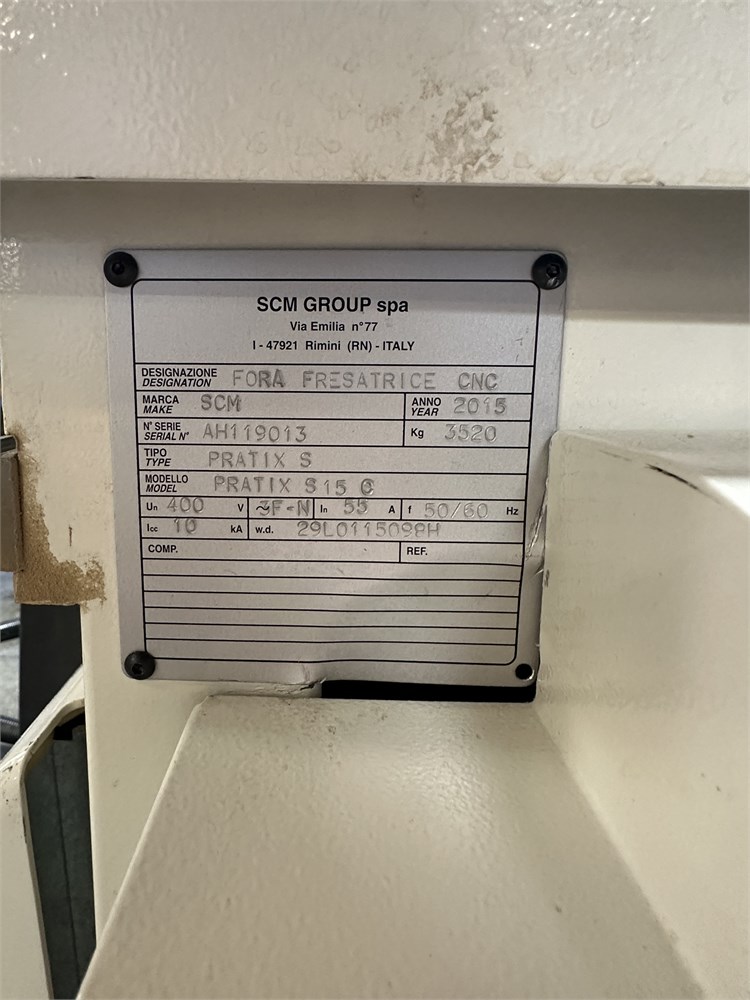 SCM GROUP spa
Via Emilia n°77
I - 47921 Rimini (RN) - ITALY
DESIGNAZIONE DESIGNATION FORA FRESATRICE CNC
MARCA MAKE SCM ANNO YEAR 2015
N° SERIE SERIAL N° AH119013 Kg 3520
TIPO TYPE PRATIX S
MODELLO MODEL PRATIX S15 C
Un 400 V ~3F-N In 55 A f 50/60 Hz
Icc 10 kA w.d.
COMP. REF.